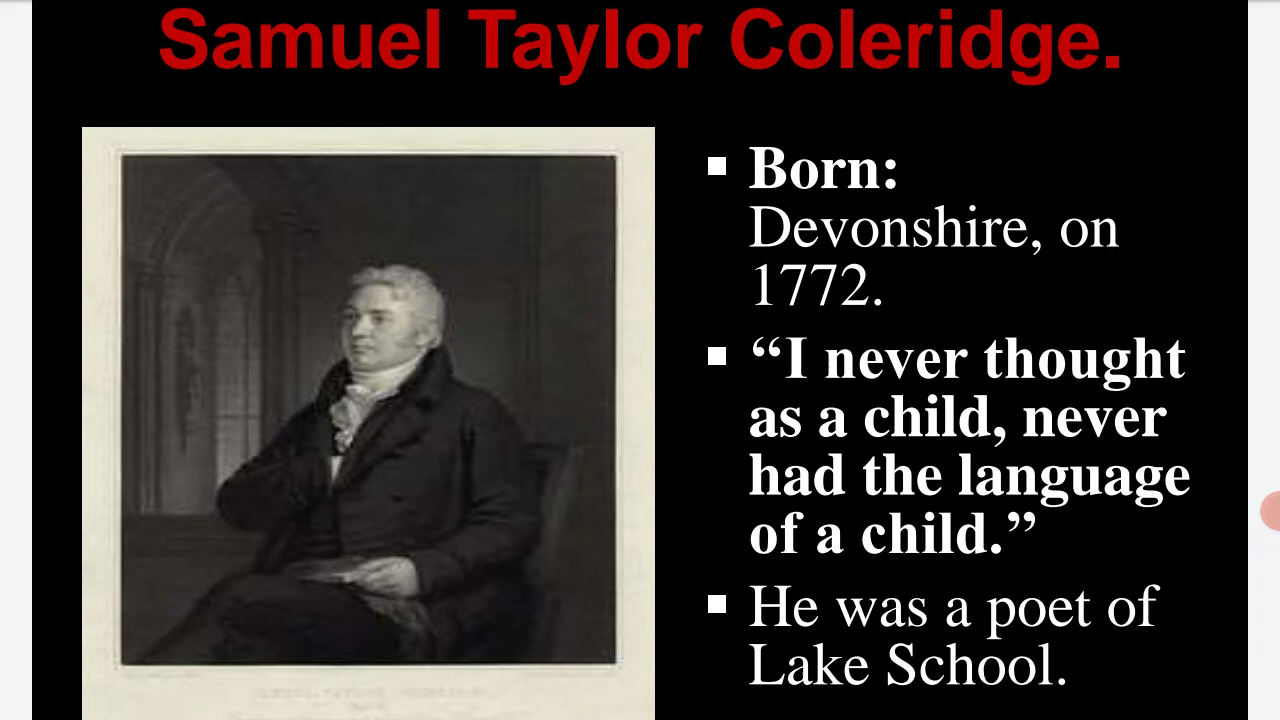 Samuel Taylor Coleridge.
Born:
Devonshire, on
1772.
“I never thought
as a child, never
had the language
of a child.”
He was a poet of
Lake School.